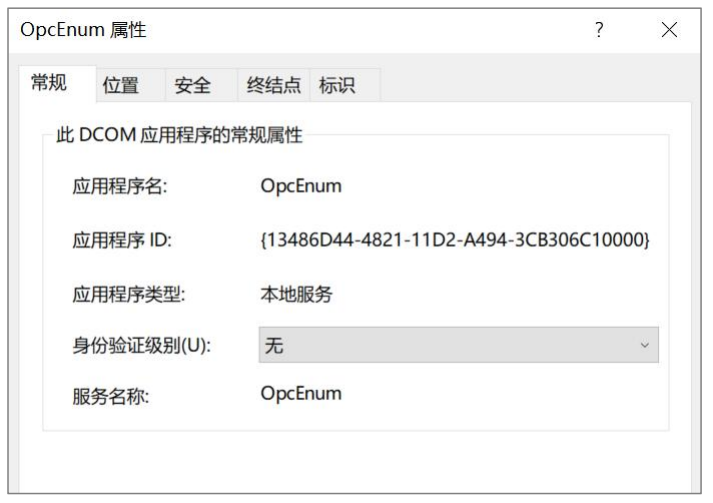 OpcEnum 属性 ?
常规 位置 安全 终结点 标识
此 DCOM 应用程序的常规属性
应用程序名: OpcEnum
应用程序 ID: {13486D44-4821-11D2-A494-3CB306C10000}
应用程序类型: 本地服务
身份验证级别(U): 无
服务名称: OpcEnum